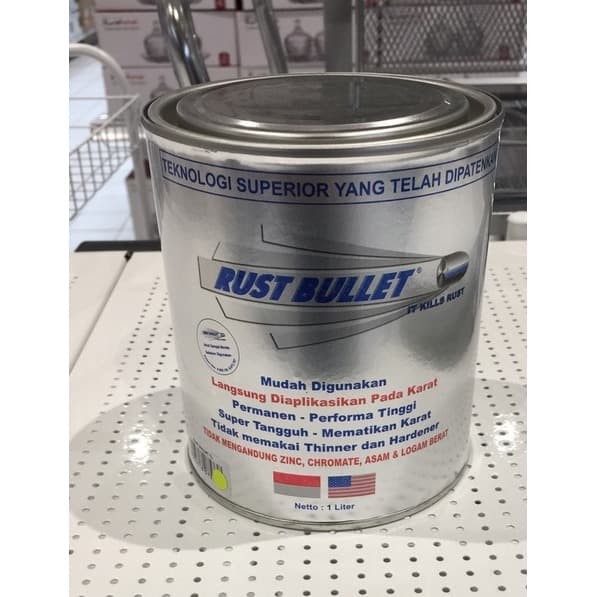 TEKNOLOGI SUPERIOR YANG TELAH DIPATENKAN
RUST BULLET®
IT KILLS RUST
Mudah Digunakan
Langsung Diaplikasikan Pada Karat
Permanen - Performa Tinggi
Super Tangguh - Mematikan Karat
Tidak memakai Thinner dan Hardener
TIDAK MENGANDUNG ZINC, CHROMATE, ASAM & LOGAM BERAT
Netto : 1 Liter